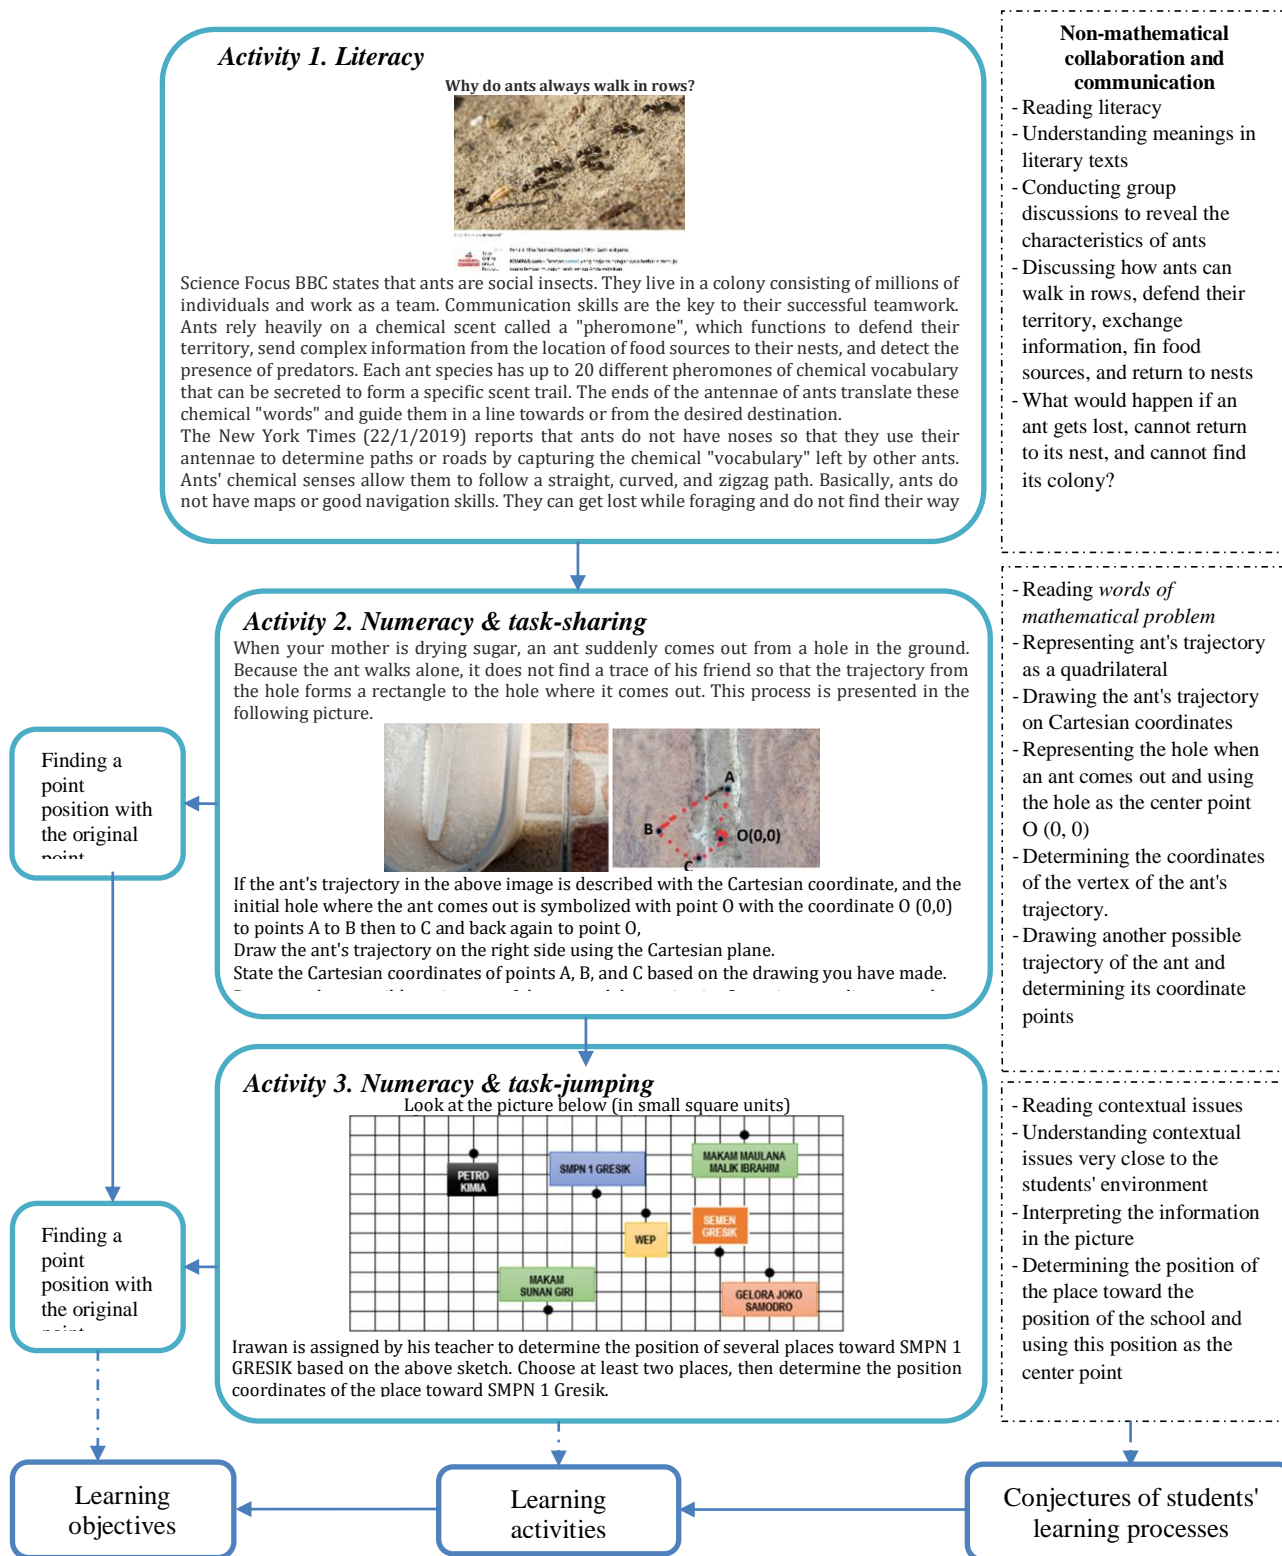 Activity 1. Literacy
Why do ants always walk in rows?
Science Focus BBC states that ants are social insects. They live in a colony consisting of millions of
individuals and work as a team. Communication skills are the key to their successful teamwork.
Ants rely heavily on a chemical scent called a "pheromone", which functions to defend their
territory, send complex information from the location of food sources to their nests, and detect the
presence of predators. Each ant species has up to 20 different pheromones of chemical vocabulary
that can be secreted to form a specific scent trail. The ends of the antennae of ants translate these
chemical "words" and guide them in a line towards or from the desired destination.
The New York Times (22/1/2019) reports that ants do not have noses so that they use their
antennae to determine paths or roads by capturing the chemical "vocabulary" left by other ants.
Ants' chemical senses allow them to follow a straight, curved, and zigzag path. Basically, ants do
not have maps or good navigation skills. They can get lost while foraging and do not find their way
Non-mathematical
collaboration and
communication
- Reading literacy
- Understanding meanings in
literary texts
- Conducting group
discussions to reveal the
characteristics of ants
- Discussing how ants can
walk in rows, defend their
territory, exchange
information, fin food
sources, and return to nests
- What would happen if an
ant gets lost, cannot return
to its nest, and cannot find
its colony?
Activity 2. Numeracy & task-sharing
When your mother is drying sugar, an ant suddenly comes out from a hole in the ground.
Because the ant walks alone, it does not find a trace of his friend so that the trajectory from
the hole forms a rectangle to the hole where it comes out. This process is presented in the
following picture.
A
B
O(0,0)
C
If the ant's trajectory in the above image is described with the Cartesian coordinate, and the
initial hole where the ant comes out is symbolized with point O with the coordinate O (0,0)
to points A to B then to C and back again to point O,
Draw the ant's trajectory on the right side using the Cartesian plane.
State the Cartesian coordinates of points A, B, and C based on the drawing you have made.
- Reading words of
mathematical problem
- Representing ant's trajectory
as a quadrilateral
- Drawing the ant's trajectory
on Cartesian coordinates
- Representing the hole when
an ant comes out and using
the hole as the center point
O (0, 0)
- Determining the coordinates
of the vertex of the ant's
trajectory.
- Drawing another possible
trajectory of the ant and
determining its coordinate
points
Finding a
point
position with
the original
point
Activity 3. Numeracy & task-jumping
Look at the picture below (in small square units)
PETRO
KIMIA
SMPN 1 GRESIK
MAKAM MAULANA
MALIK IBRAHIM
WEP
SEMEN
GRESIK
MAKAM
SUNAN GIRI
GELORA JOKO
SAMODRO
Irawan is assigned by his teacher to determine the position of several places toward SMPN 1
GRESIK based on the above sketch. Choose at least two places, then determine the position
coordinates of the place toward SMPN 1 Gresik.
- Reading contextual issues
- Understanding contextual
issues very close to the
students' environment
- Interpreting the information
in the picture
- Determining the position of
the place toward the
position of the school and
using this position as the
center point
Finding a
point
position with
the original
point
Learning
objectives
Learning
activities
Conjectures of students'
learning processes